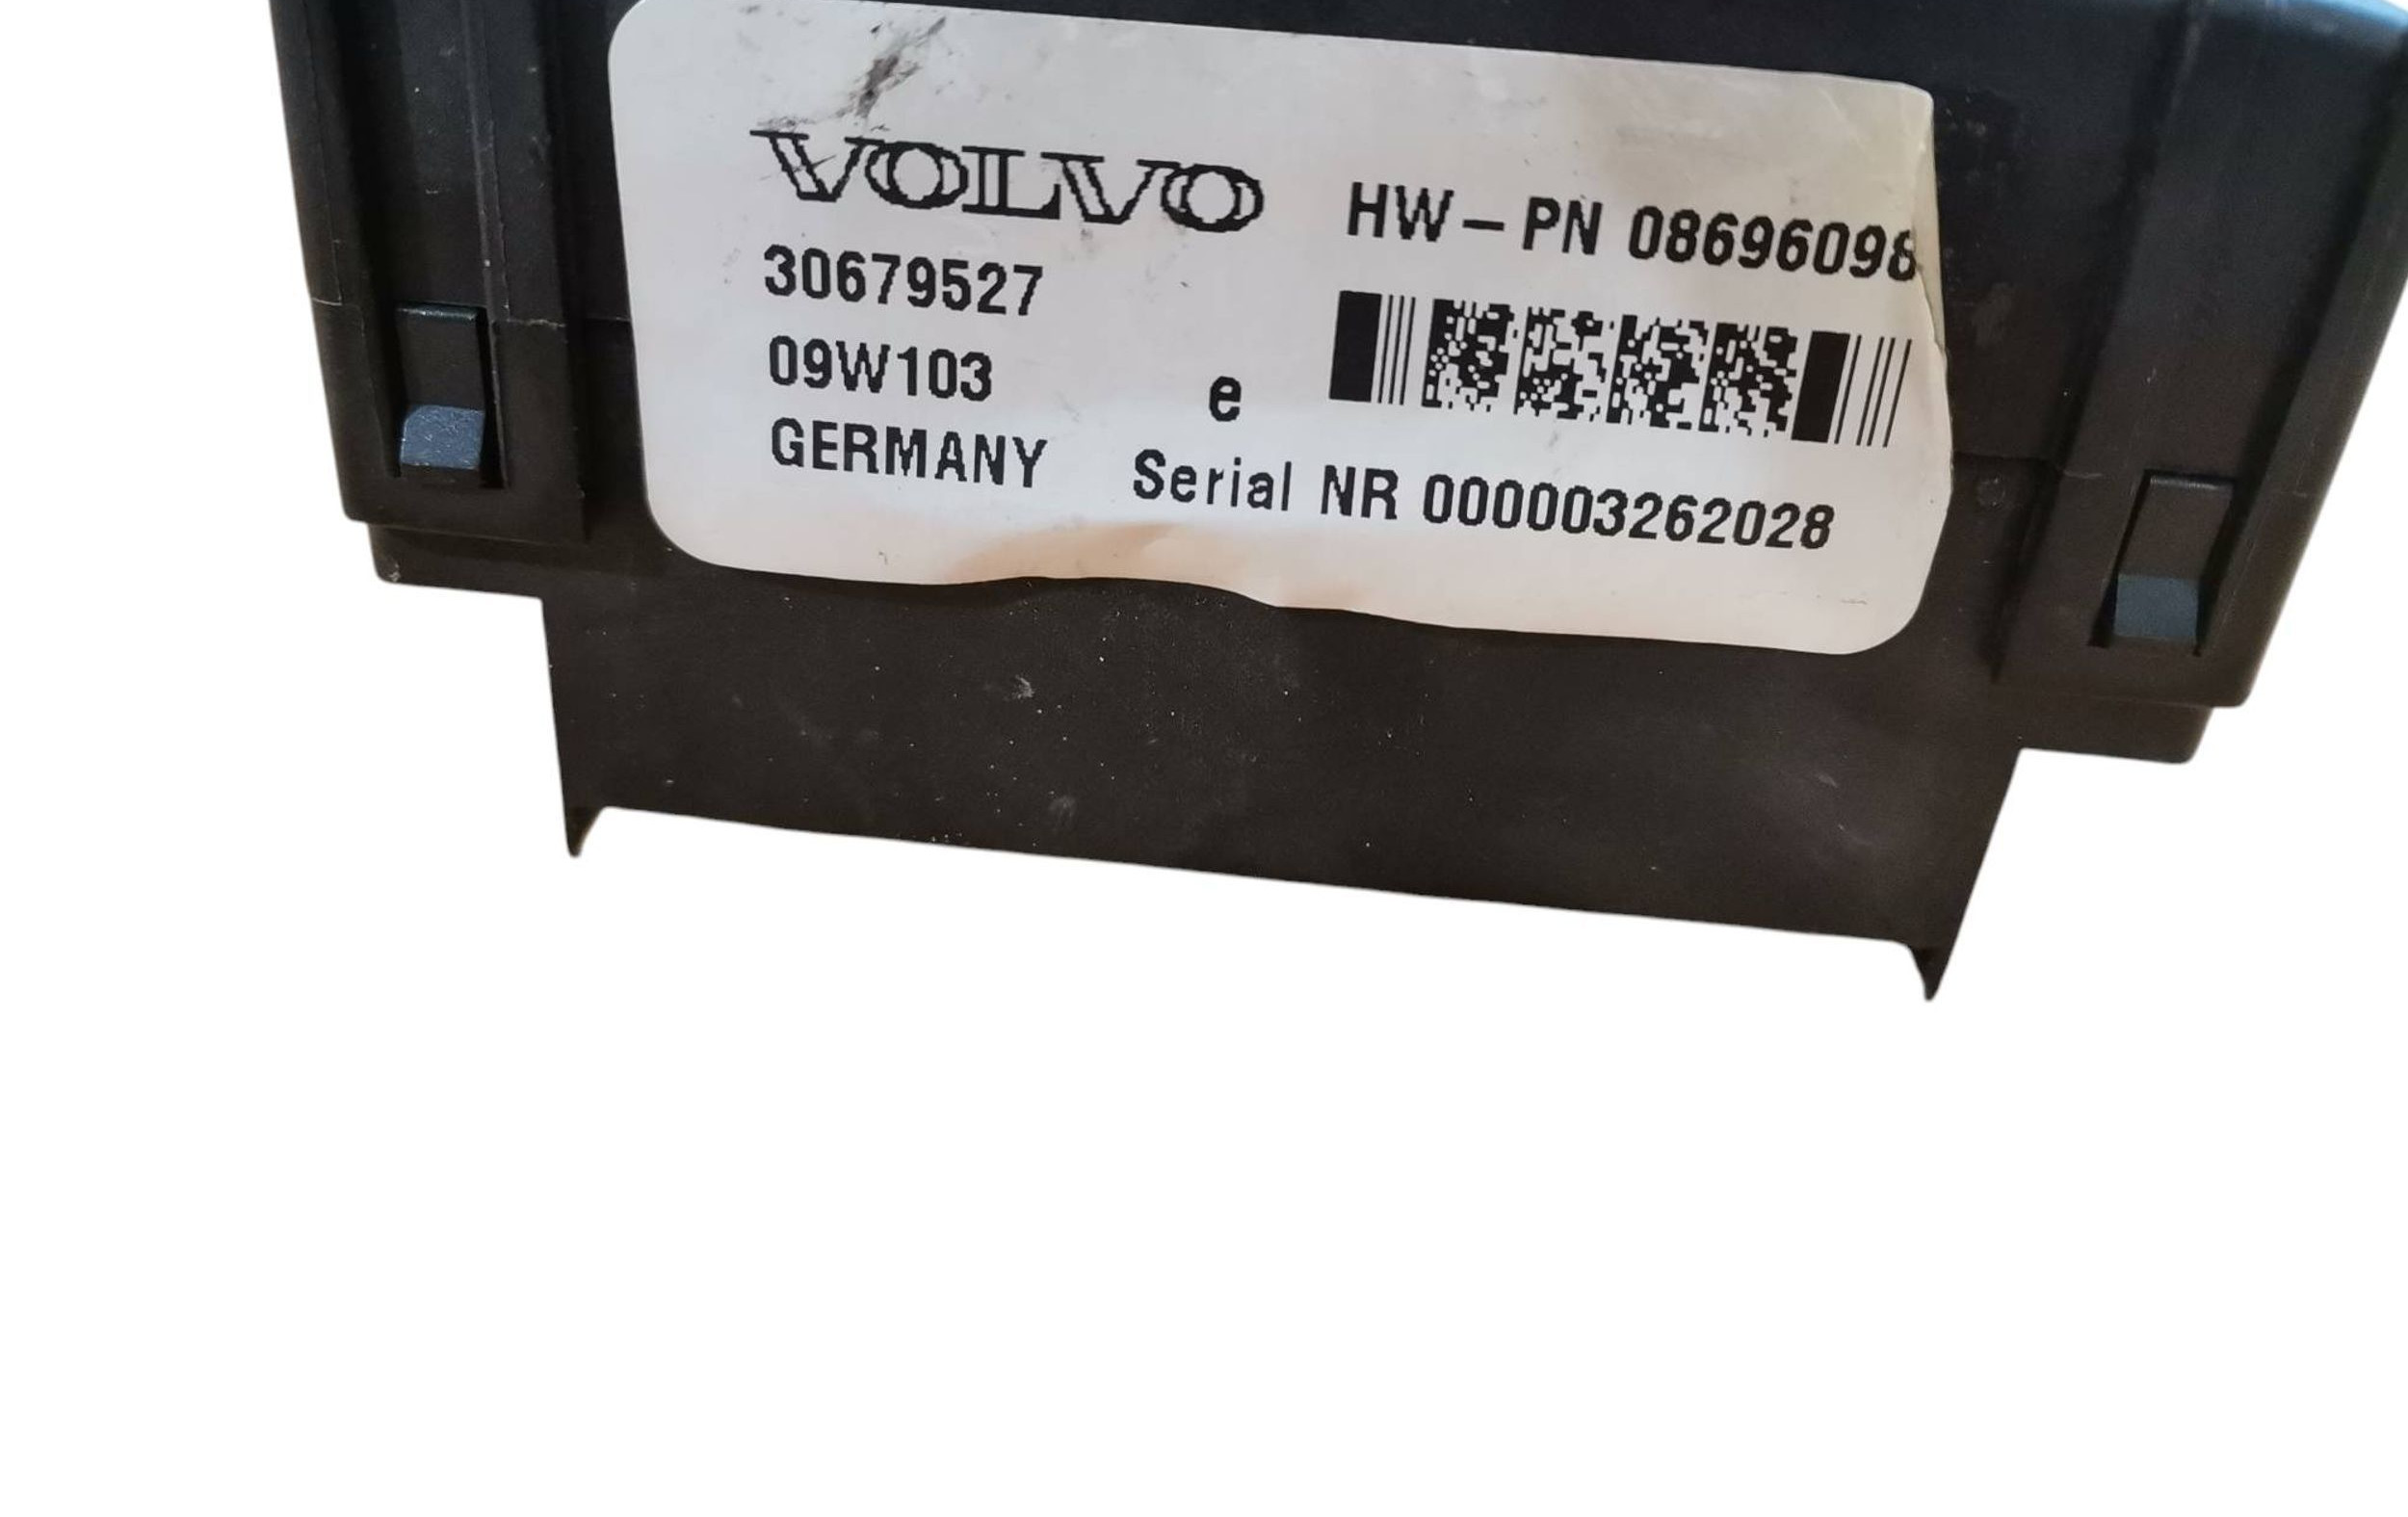 VOLVO
HW-PN 08696098
30679527
09W103
e
GERMANY
Serial NR 000003262028